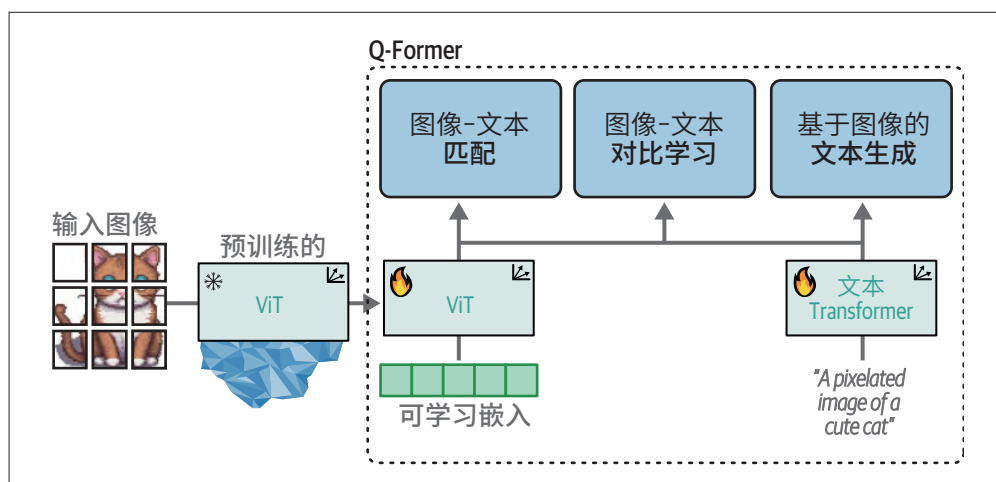 Q-Former
图像-文本
匹配
图像-文本
对比学习
基于图像的
文本生成
输入图像
预训练的
ViT
ViT
文本
Transformer
可学习嵌入
"A pixelated
image of a
cute cat"